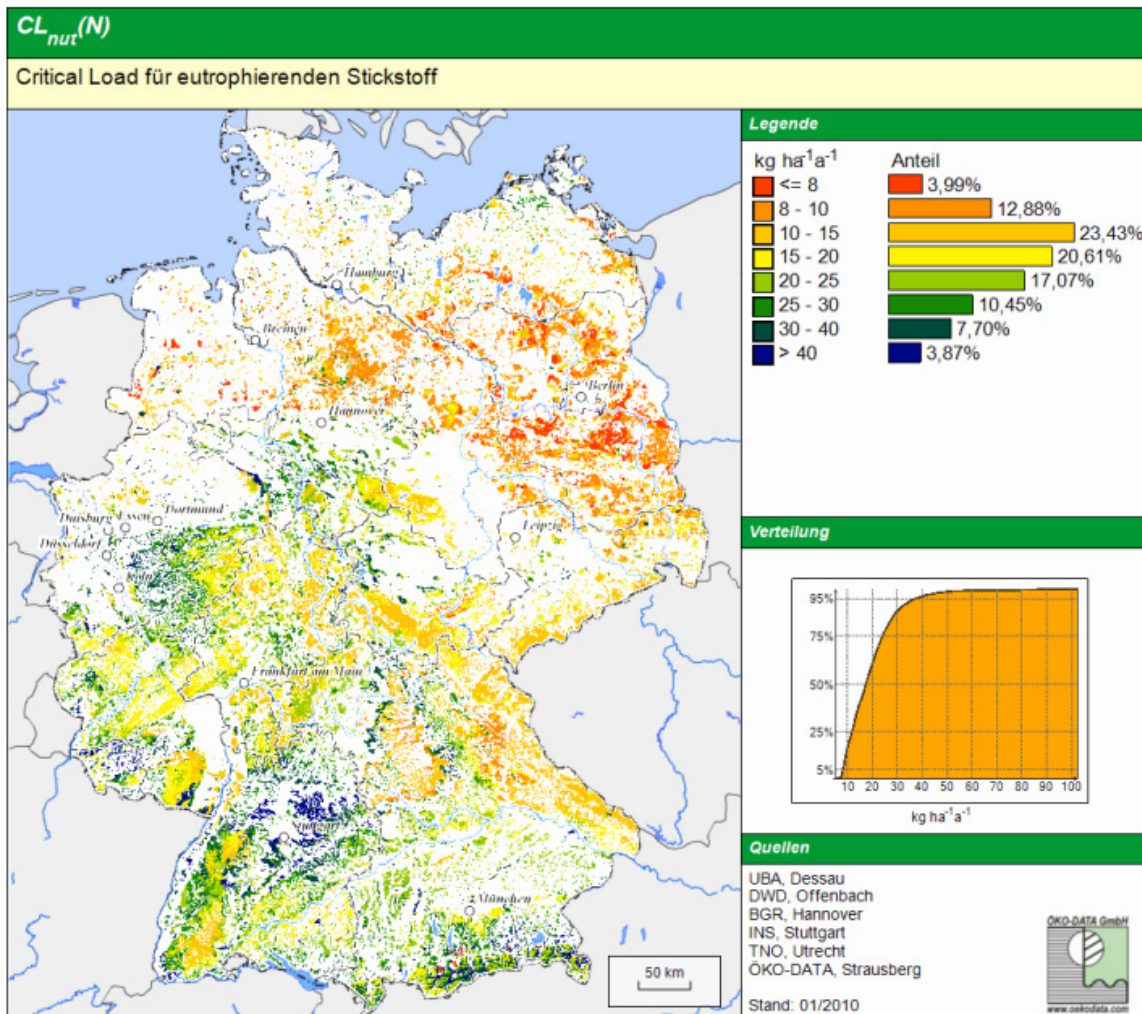 CLnut(N)
Critical Load für eutrophierenden Stickstoff
Hamburg
Bremen
Berlin
Hannover
Duisburg
Essen
Dortmund
Düsseldorf
Köln
Leipzig
Frankfurt am Main
Stuttgart
München
50 km
Legende
kg ha⁻¹a⁻¹ Anteil
<= 8 3,99%
8 - 10 12,88%
10 - 15 23,43%
15 - 20 20,61%
20 - 25 17,07%
25 - 30 10,45%
30 - 40 7,70%
> 40 3,87%
Verteilung
95%
75%
50%
25%
5%
10 20 30 40 50 60 70 80 90 100
kg ha⁻¹a⁻¹
Quellen
UBA, Dessau
DWD, Offenbach
BGR, Hannover
INS, Stuttgart
TNO, Utrecht
ÖKO-DATA, Strausberg
Stand: 01/2010
ÖKO-DATA GmbH
www.oekodata.com